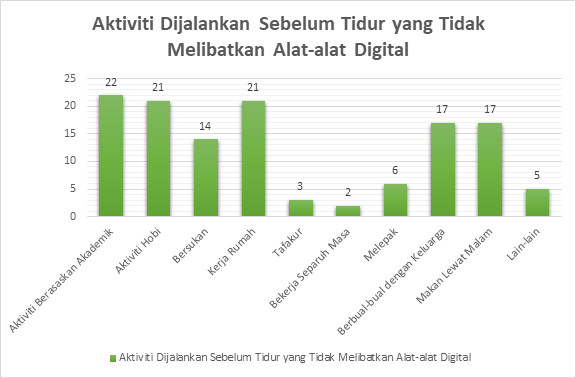 Aktiviti Dijalankan Sebelum Tidur yang Tidak
Melibatkan Alat-alat Digital
25
20
15
10
5
0
22
21
14
21
3
2
6
17
17
5
Aktiviti Berasaskan Akademik
Aktiviti Hobi
Bersukan
Kerja Rumah
Tafakur
Bekerja Separuh Masa
Melepak
Berbual-bual dengan Keluarga
Makan Lewat Malam
Lain-lain
Aktiviti Dijalankan Sebelum Tidur yang Tidak Melibatkan Alat-alat Digital